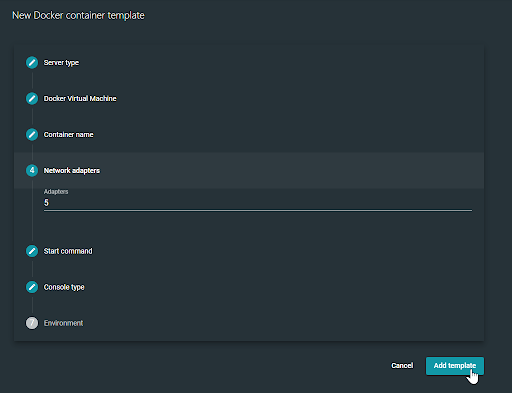 New Docker container template
Server type
Docker Virtual Machine
Container name
4 Network adapters
Adapters
5
Start command
Console type
7 Environment
Cancel Add template